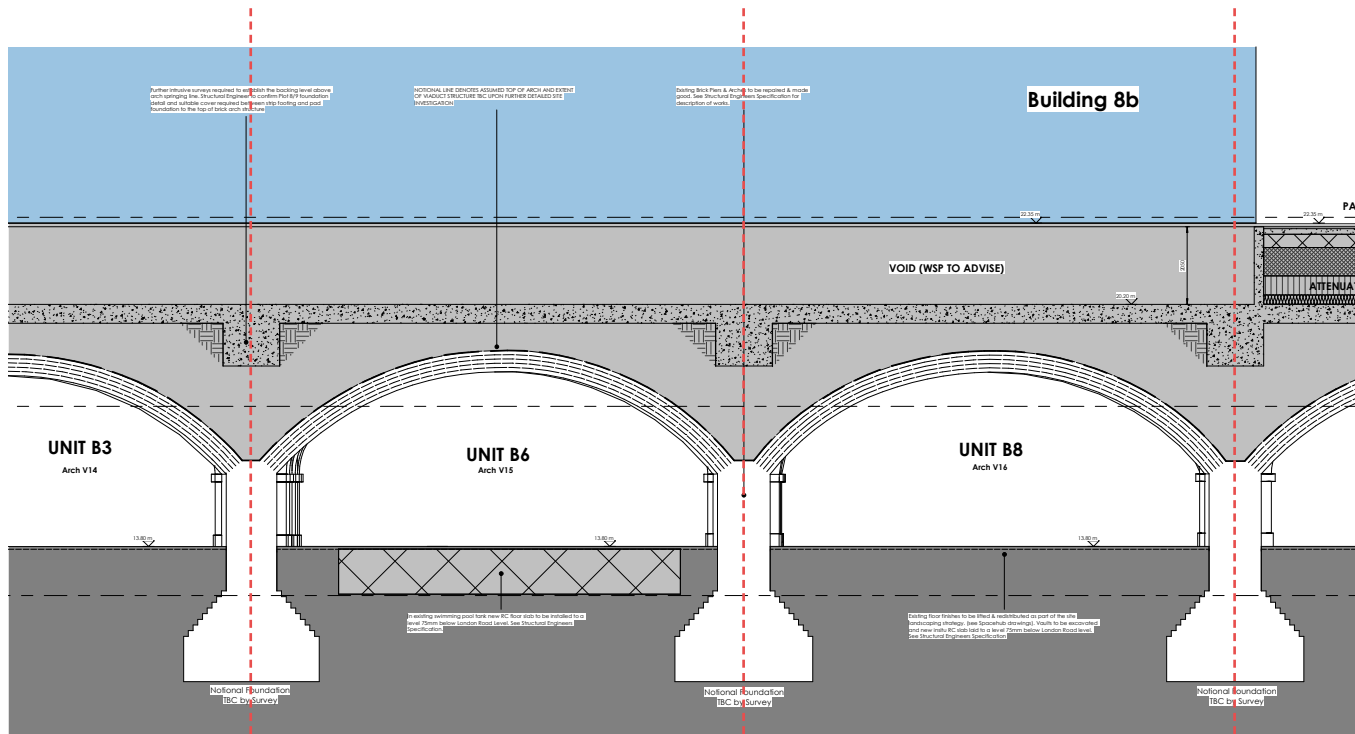 Further intrusive surveys required to establish the backing level above
arch springing line. Structural Engineer to confirm Plot 8/9 foundation
detail and suitable cover required between strip footing and pad
foundation to the top of brick arch structure
NOTIONAL LINE DENOTES ASSUMED TOP OF ARCH AND EXTENT
OF VIADUCT STRUCTURE TBC UPON FURTHER DETAILED SITE
INVESTIGATION
Existing Brick Piers & Arches to be repaired & made
good. See Structural Engineers Specification for
description of works.
Building 8b
22.35 m
22.35 m
PA
VOID (WSP TO ADVISE)
20.20 m
ATTENUA
UNIT B3
Arch V14
UNIT B6
Arch V15
UNIT B8
Arch V16
13.80 m
13.80 m
13.80 m
In existing swimming pool tank new RC floor slab to be installed to a
level 75mm below London Road Level. See Structural Engineers
Specification.
Existing floor finishes to be lifted & redistributed as part of the site
landscaping strategy. (see Spacehub drawings). Vaults to be excavated
and new insitu RC slab laid to a level 75mm below London Road level.
See Structural Engineers Specification
Notional Foundation
TBC by Survey
Notional Foundation
TBC by Survey
Notional Foundation
TBC by Survey